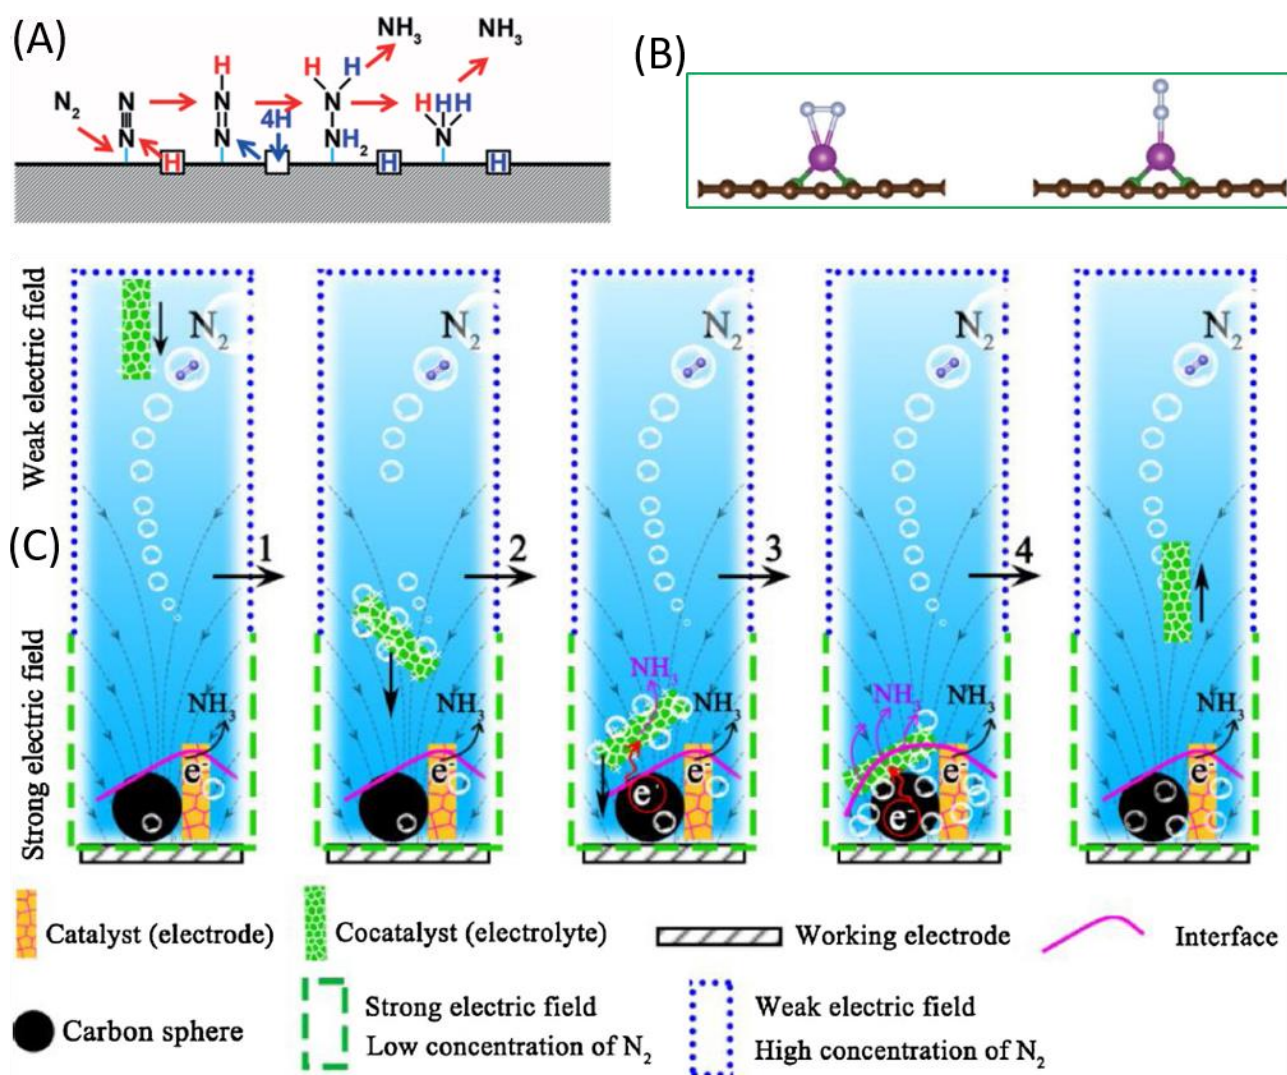 (A)
NH3 NH3
H H H
N2 N N N HHH
N N 4H NH2 N
H H H
(B)
Weak electric field
Strong electric field
(C)
N2 N2 N2 N2 N2
1 2 3 4
NH3 NH3 NH3 NH3 NH3 NH3 NH3
e- e- e- e- e- e- e-
Catalyst (electrode)
Cocatalyst (electrolyte)
Working electrode
Interface
Carbon sphere
Strong electric field
Low concentration of N2
Weak electric field
High concentration of N2